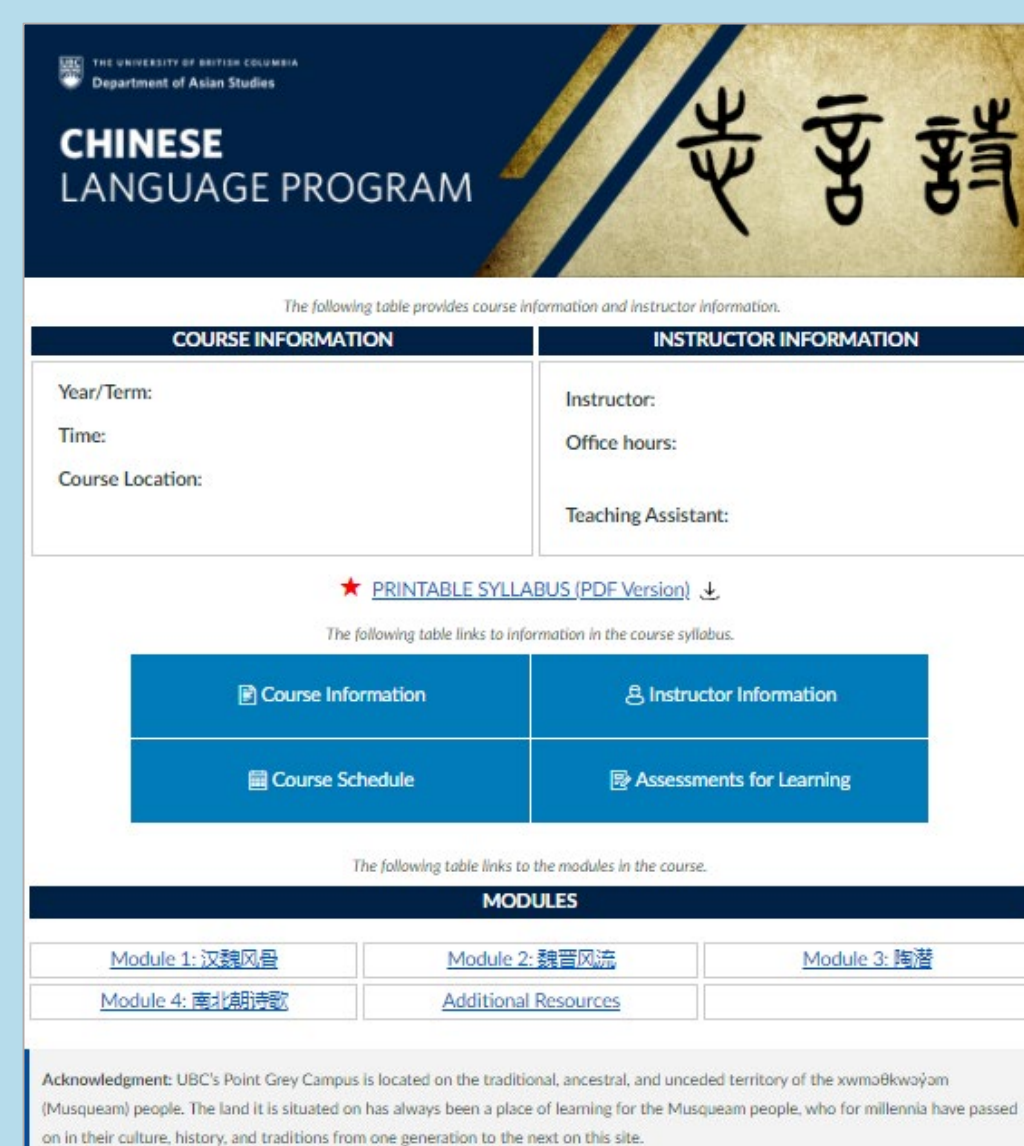 UBC
THE UNIVERSITY OF BRITISH COLUMBIA
Department of Asian Studies
CHINESE
LANGUAGE PROGRAM
志 言 詩
The following table provides course information and instructor information.
COURSE INFORMATION
INSTRUCTOR INFORMATION
Year/Term:
Time:
Course Location:
Instructor:
Office hours:
Teaching Assistant:
★ PRINTABLE SYLLABUS (PDF Version)
The following table links to information in the course syllabus.
Course Information
Instructor Information
Course Schedule
Assessments for Learning
The following table links to the modules in the course.
MODULES
Module 1: 汉魏风骨
Module 2: 魏晋风流
Module 3: 陶潜
Module 4: 南北朝诗歌
Additional Resources
Acknowledgment: UBC's Point Grey Campus is located on the traditional, ancestral, and unceded territory of the xwməθkwəy̓əm
(Musqueam) people. The land it is situated on has always been a place of learning for the Musqueam people, who for millennia have passed
on in their culture, history, and traditions from one generation to the next on this site.